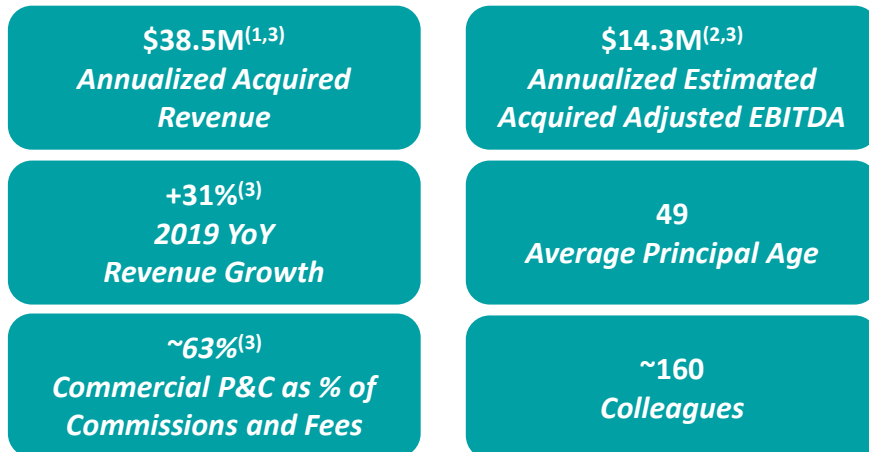 $38.5M(1,3)
Annualized Acquired
Revenue
$14.3M(2,3)
Annualized Estimated
Acquired Adjusted EBITDA
+31%(3)
2019 YoY
Revenue Growth
49
Average Principal Age
~63%(3)
Commercial P&C as % of
Commissions and Fees
~160
Colleagues